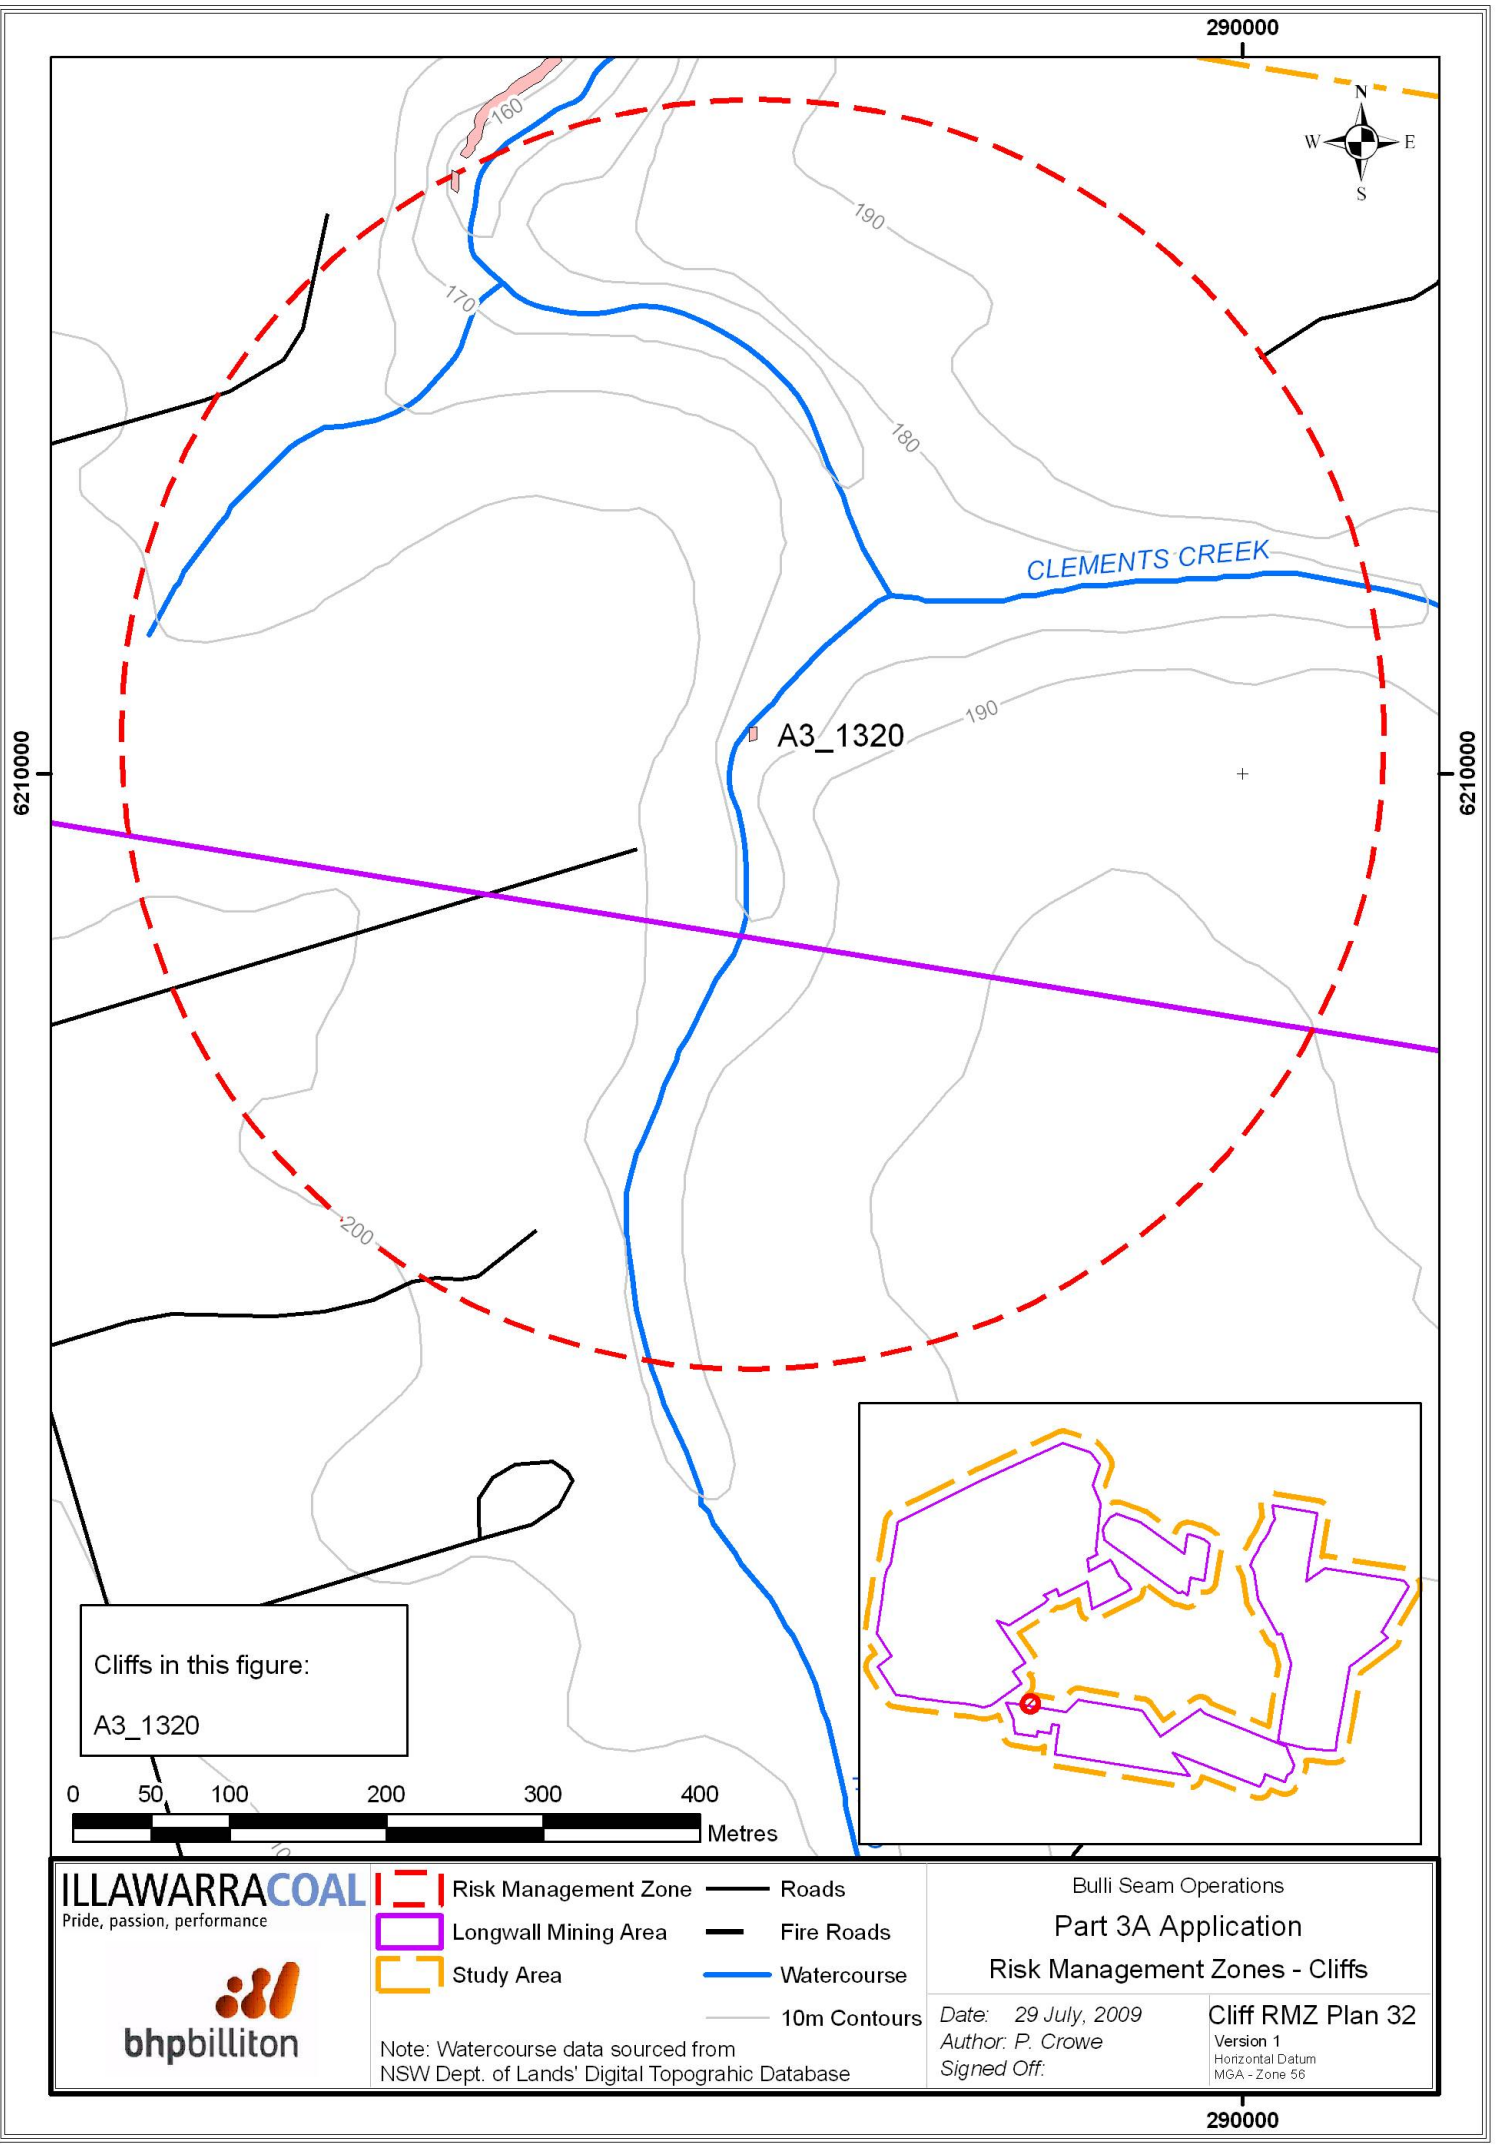 290000
N
W E
S
160
190
170
180
CLEMENTS CREEK
190
A3_1320
6210000
6210000
200
Cliffs in this figure:
A3_1320
0 50 100 200 300 400
Metres
ILLAWARRACOAL
Pride, passion, performance
bhpbilliton
Risk Management Zone
Longwall Mining Area
Study Area
Roads
Fire Roads
Watercourse
10m Contours
Note: Watercourse data sourced from
NSW Dept. of Lands' Digital Topograhic Database
Bulli Seam Operations
Part 3A Application
Risk Management Zones - Cliffs
Date: 29 July, 2009
Author: P. Crowe
Signed Off:
Cliff RMZ Plan 32
Version 1
Horizontal Datum
MGA - Zone 56
290000